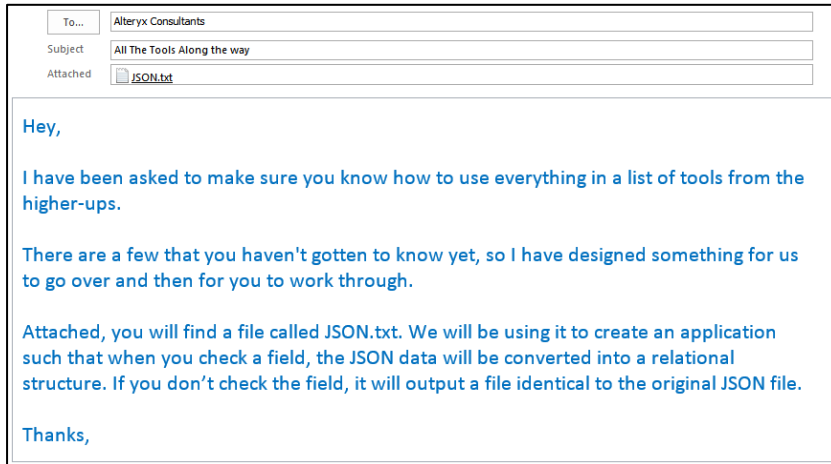 To...
Alteryx Consultants
Subject
All The Tools Along the way
Attached
JSON.txt
Hey,
I have been asked to make sure you know how to use everything in a list of tools from the
higher-ups.
There are a few that you haven't gotten to know yet, so I have designed something for us
to go over and then for you to work through.
Attached, you will find a file called JSON.txt. We will be using it to create an application
such that when you check a field, the JSON data will be converted into a relational
structure. If you don’t check the field, it will output a file identical to the original JSON file.
Thanks,